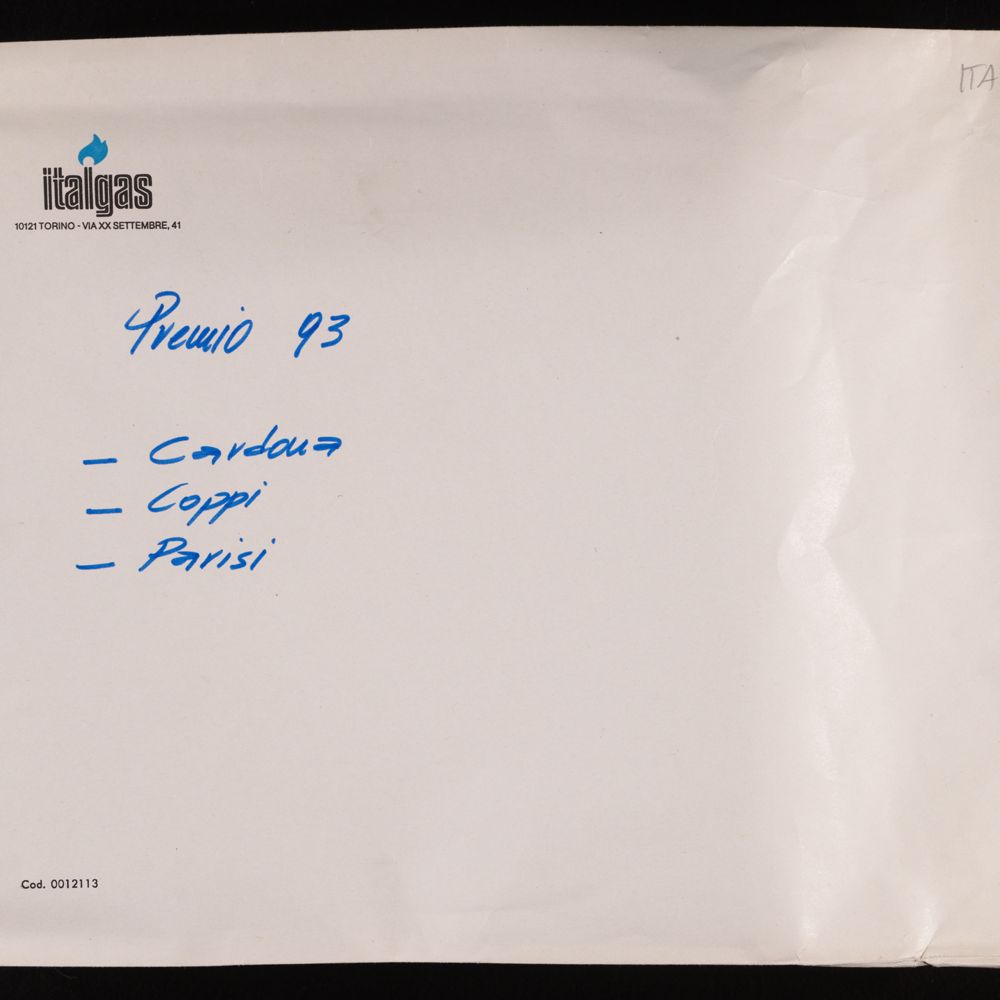 ITA
italgas
10121 TORINO - VIA XX SETTEMBRE, 41
Premio 93
– Cardona
– Coppi
– Parisi
Cod. 0012113